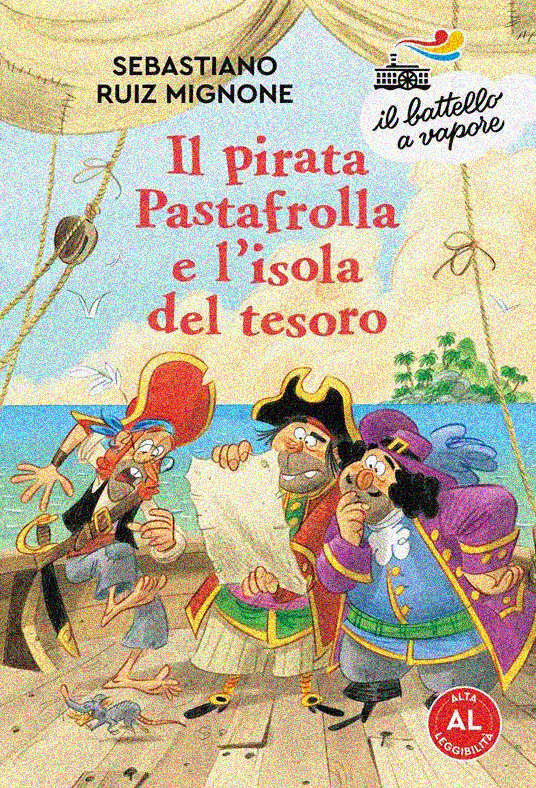 SEBASTIANO
RUIZ MIGNONE
il battello
a vapore
Il pirata
Pastafrolla
e l'isola
del tesoro
ALTA
AL
LEGGIBILITÀ